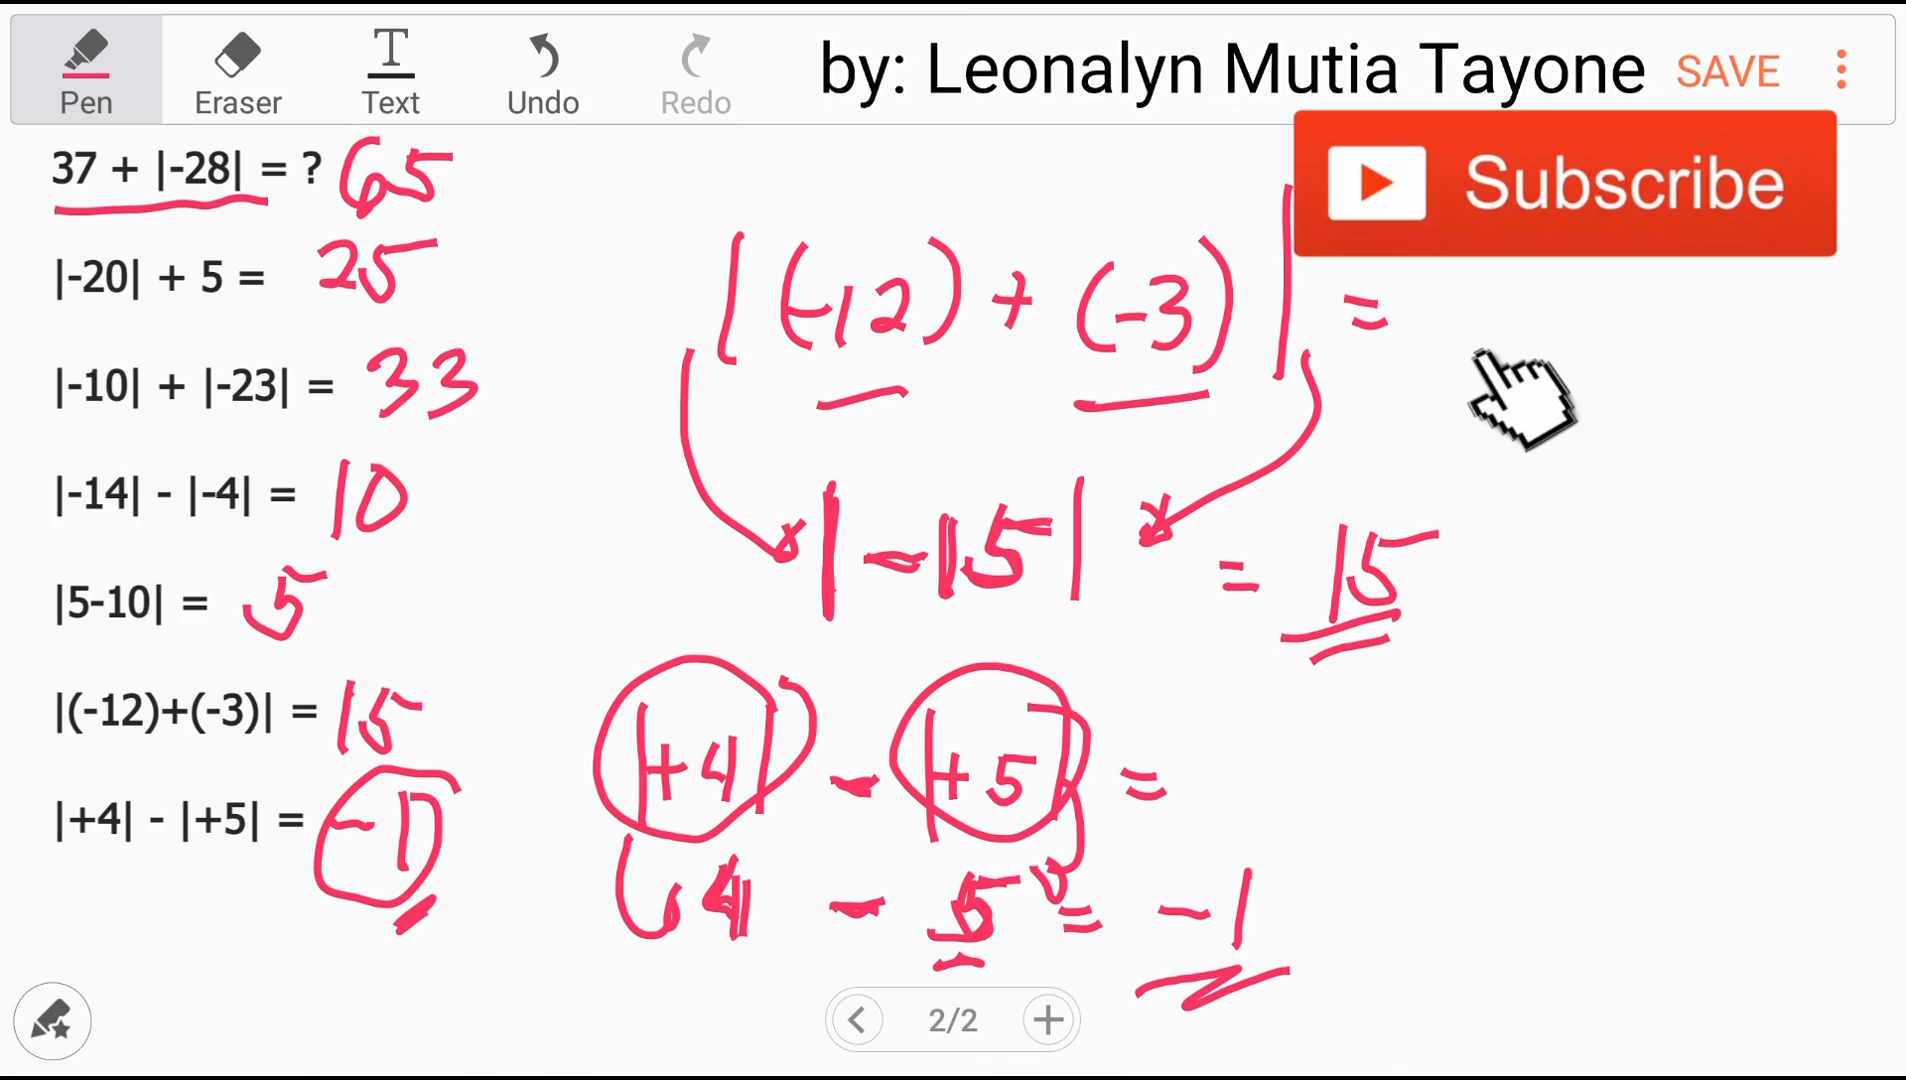 Pen Eraser Text Undo Redo by: Leonalyn Mutia Tayone SAVE
Subscribe
37 + |-28| = ? 65
|-20| + 5 = 25
|-10| + |-23| = 33
|-14| - |-4| = 10
|5-10| = 5
|(-12)+(-3)| = 15
|+4| - |+5| = -1
|(-12) + (-3)| =
|-15| = 15
|+4| - |+5| =
4 - 5 = -1
2/2